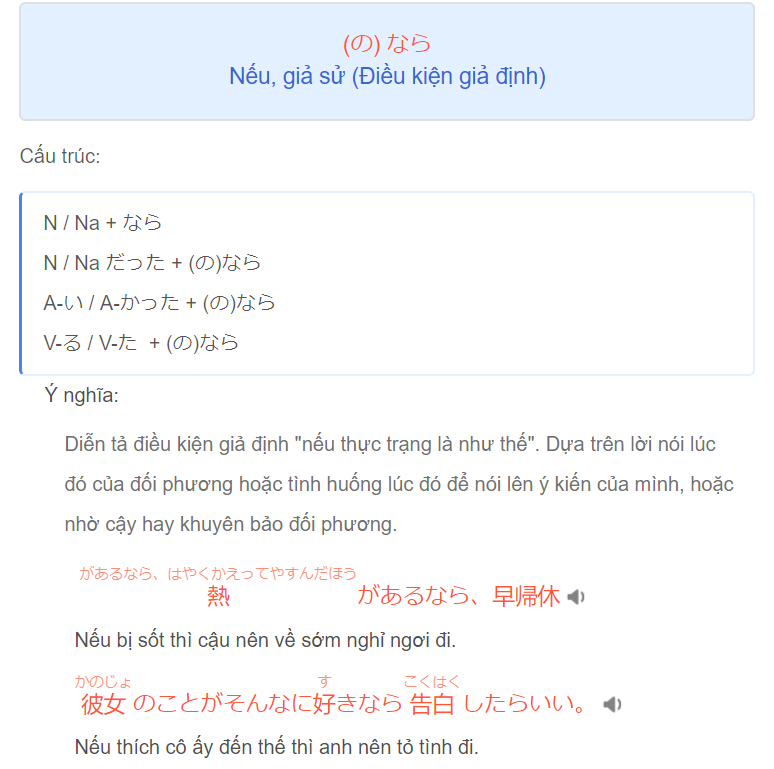 (の) なら
Nếu, giả sử (Điều kiện giả định)
Cấu trúc:
N / Na + なら
N / Na だった + (の)なら
A-い / A-かった + (の)なら
V-る / V-た + (の)なら
Ý nghĩa:
Diễn tả điều kiện giả định "nếu thực trạng là như thế". Dựa trên lời nói lúc
đó của đối phương hoặc tình huống lúc đó để nói lên ý kiến của mình, hoặc
nhờ cậy hay khuyên bảo đối phương.
があるなら、はやくかえってやすんだほう
熱があるなら、早帰休
Nếu bị sốt thì cậu nên về sớm nghỉ ngơi đi.
かのじょ す こくはく
彼女のことがそんなに好きなら告白したらいい。
Nếu thích cô ấy đến thế thì anh nên tỏ tình đi.